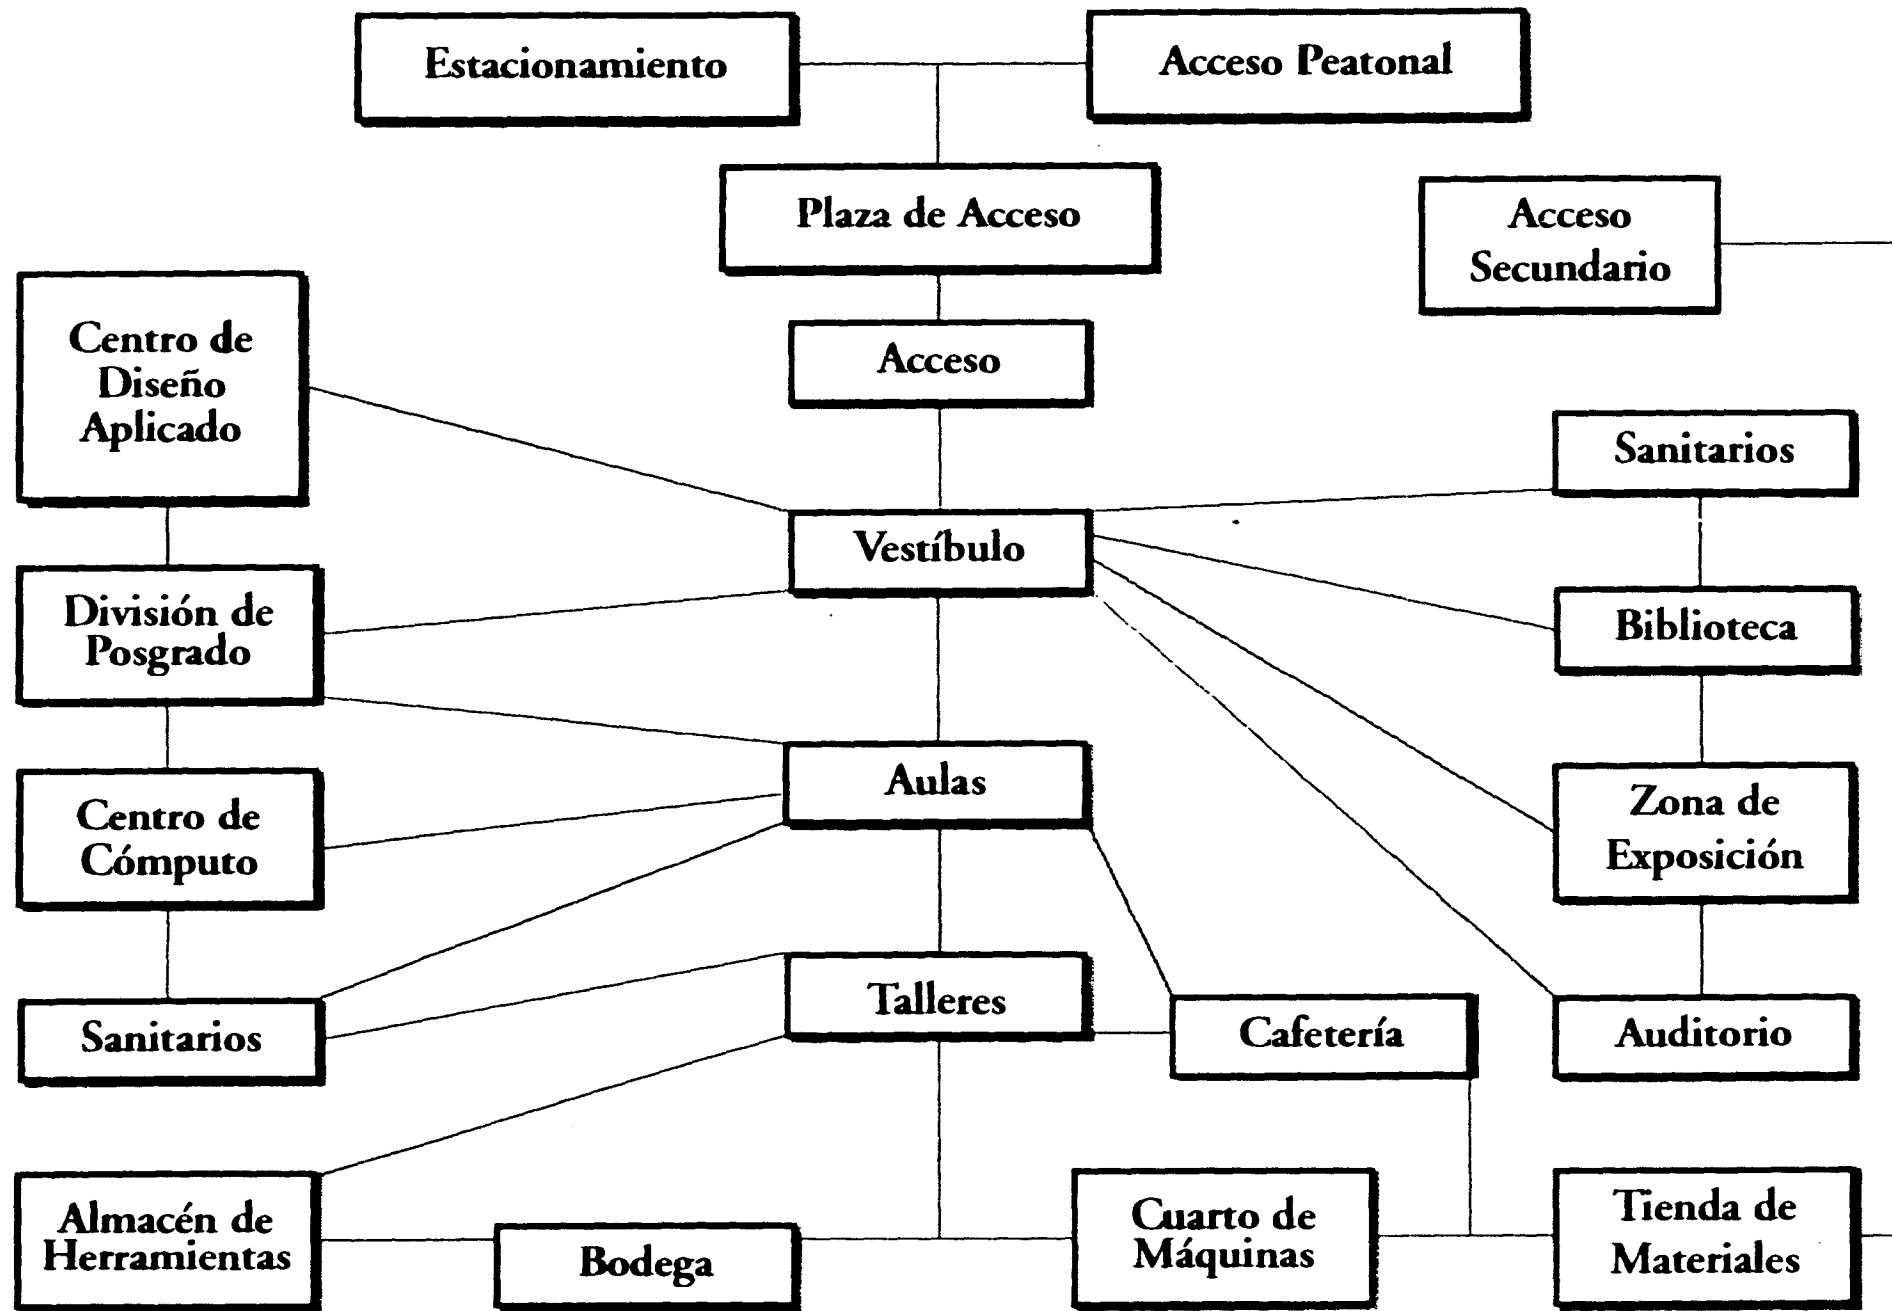 Estacionamiento
Acceso Peatonal
Plaza de Acceso
Acceso
Secundario
Centro de
Diseño
Aplicado
Acceso
Sanitarios
Vestíbulo
División de
Posgrado
Biblioteca
Aulas
Centro de
Cómputo
Zona de
Exposición
Talleres
Sanitarios
Cafetería
Auditorio
Almacén de
Herramientas
Bodega
Cuarto de
Máquinas
Tienda de
Materiales